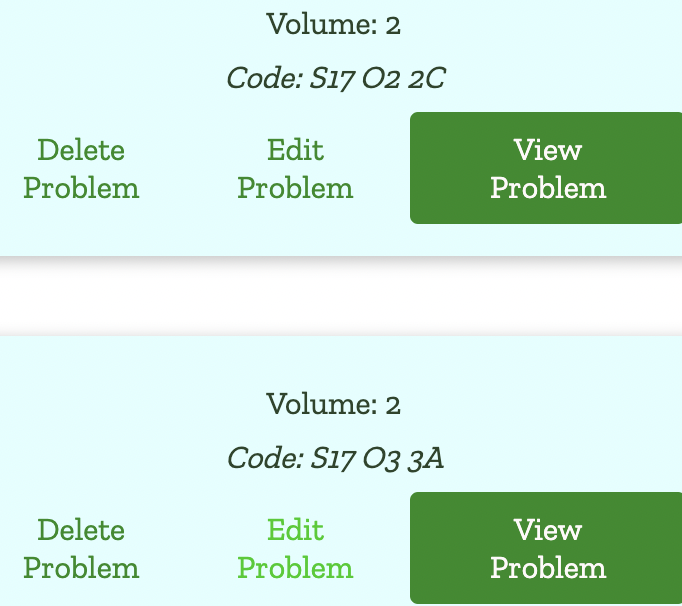 Volume: 2
Code: S17 O2 2C
Delete Problem
Edit Problem
View Problem
Volume: 2
Code: S17 O3 3A
Delete Problem
Edit Problem
View Problem